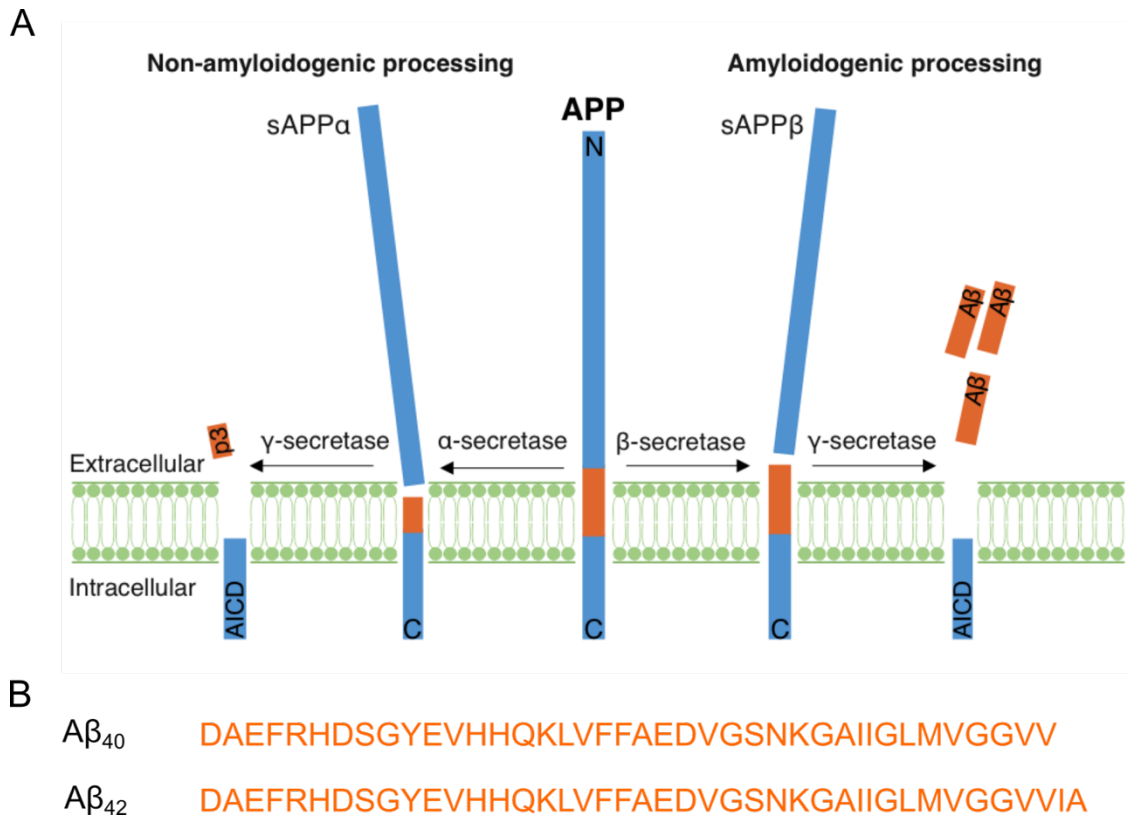 A
Non-amyloidogenic processing
Amyloidogenic processing
sAPPα
APP
sAPPβ
N
Aβ
Aβ
Aβ
p3
γ-secretase
α-secretase
β-secretase
γ-secretase
Extracellular
Intracellular
AICD
C
C
C
AICD
B
Aβ40 DAEFRHDSGYEVHHQKLVFFAEDVGSNKGAIIGLMVGGVV
Aβ42 DAEFRHDSGYEVHHQKLVFFAEDVGSNKGAIIGLMVGGVVIA